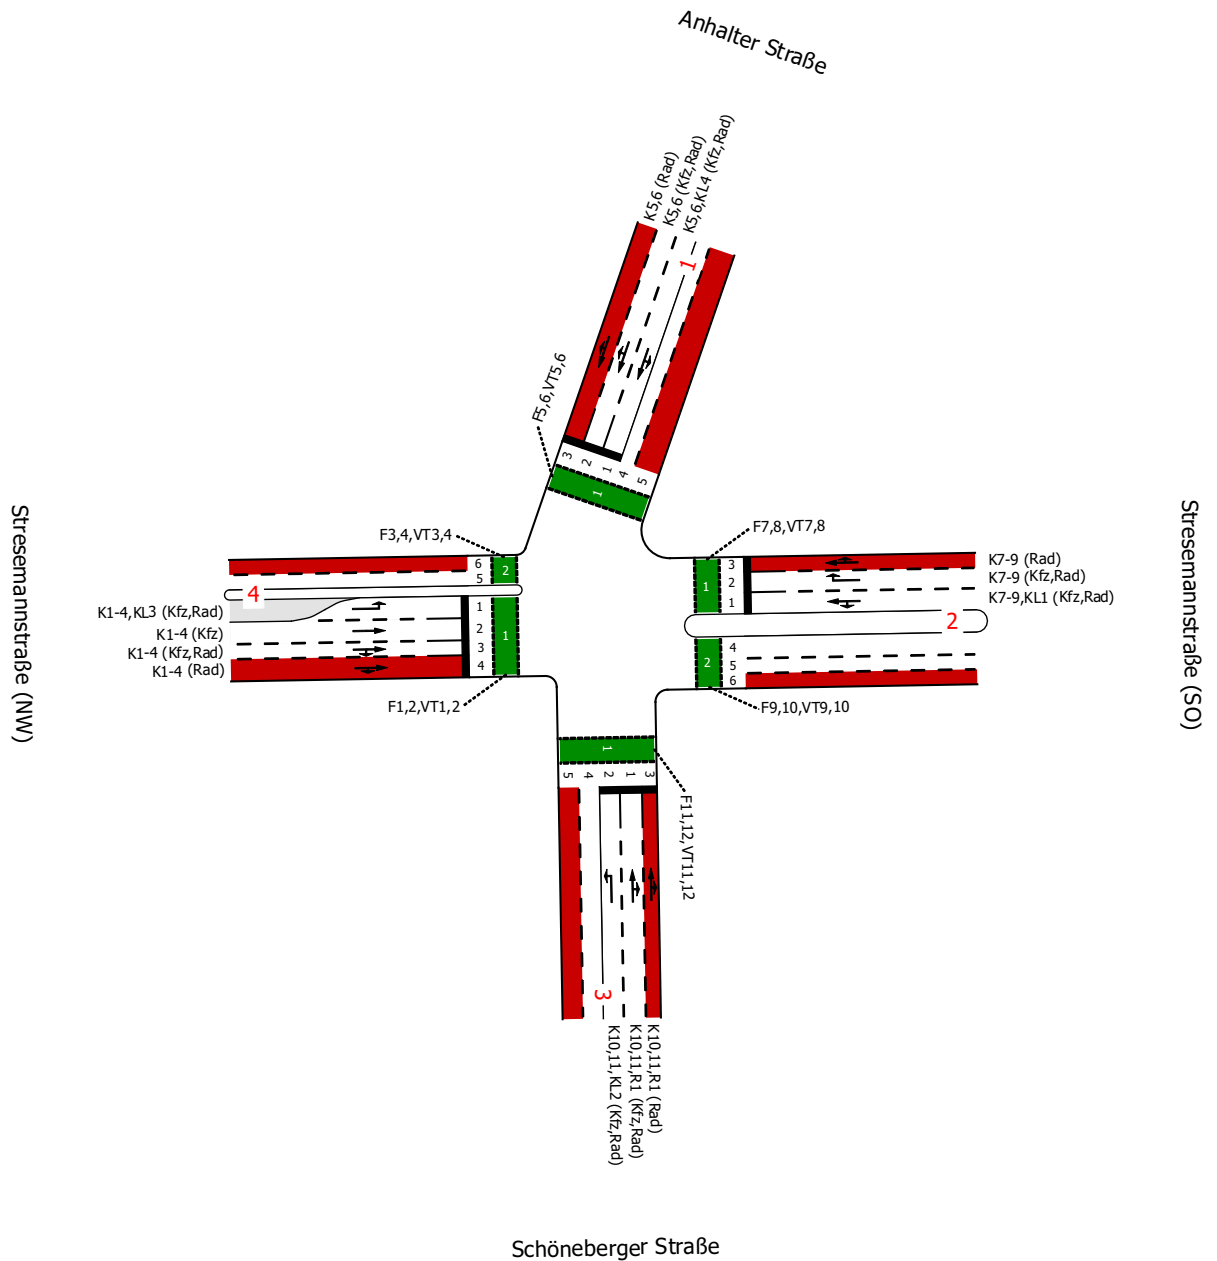 Anhalter Straße
K5,6 (Rad)
K5,6 (Kfz,Rad)
K5,6,KL4 (Kfz,Rad)
1
F5,6,VT5,6
3 2 1 4 5
1
Stresemannstraße (NW)
F3,4,VT3,4
6
5
2
4
K1-4,KL3 (Kfz,Rad)
K1-4 (Kfz)
K1-4 (Kfz,Rad)
K1-4 (Rad)
1
2
3
4
1
F1,2,VT1,2
F7,8,VT7,8
1
3
2
1
K7-9 (Rad)
K7-9 (Kfz,Rad)
K7-9,KL1 (Kfz,Rad)
2
2
4
5
6
F9,10,VT9,10
Stresemannstraße (SO)
1
5 4 2 1 3
F11,12,VT11,12
3
K10,11,KL2 (Kfz,Rad)
K10,11,R1 (Kfz,Rad)
K10,11,R1 (Rad)
Schöneberger Straße